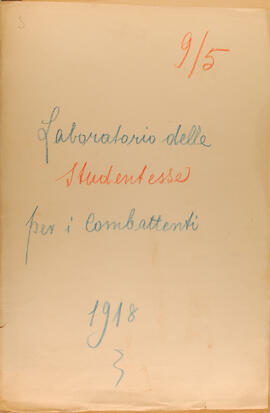 9/5
Laboratorio delle
Studentesse
per i Combattenti
1918